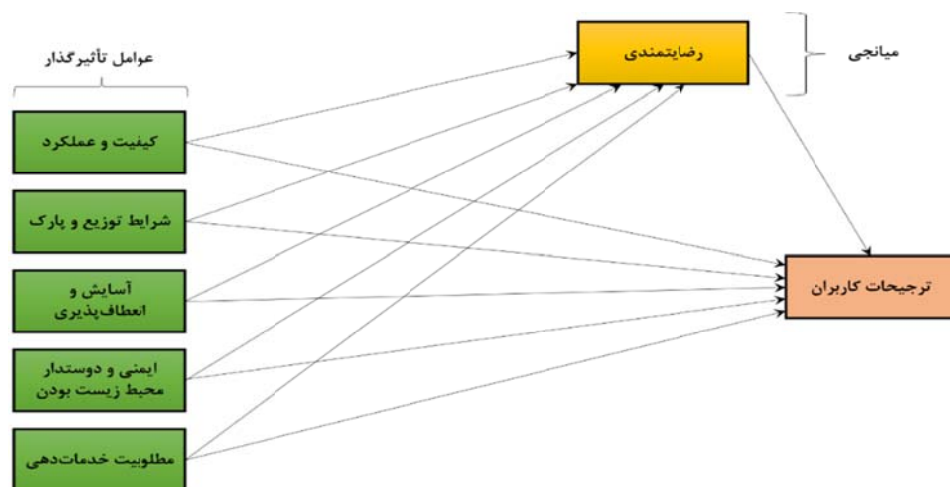 میانجی
رضایتمندی
عوامل تأثیرگذار
کیفیت و عملکرد
شرایط توزیع و پارک
آسایش و
انعطاف‌پذیری
ایمنی و دوستدار
محیط زیست بودن
مطلوبیت خدمات‌دهی
ترجیحات کاربران